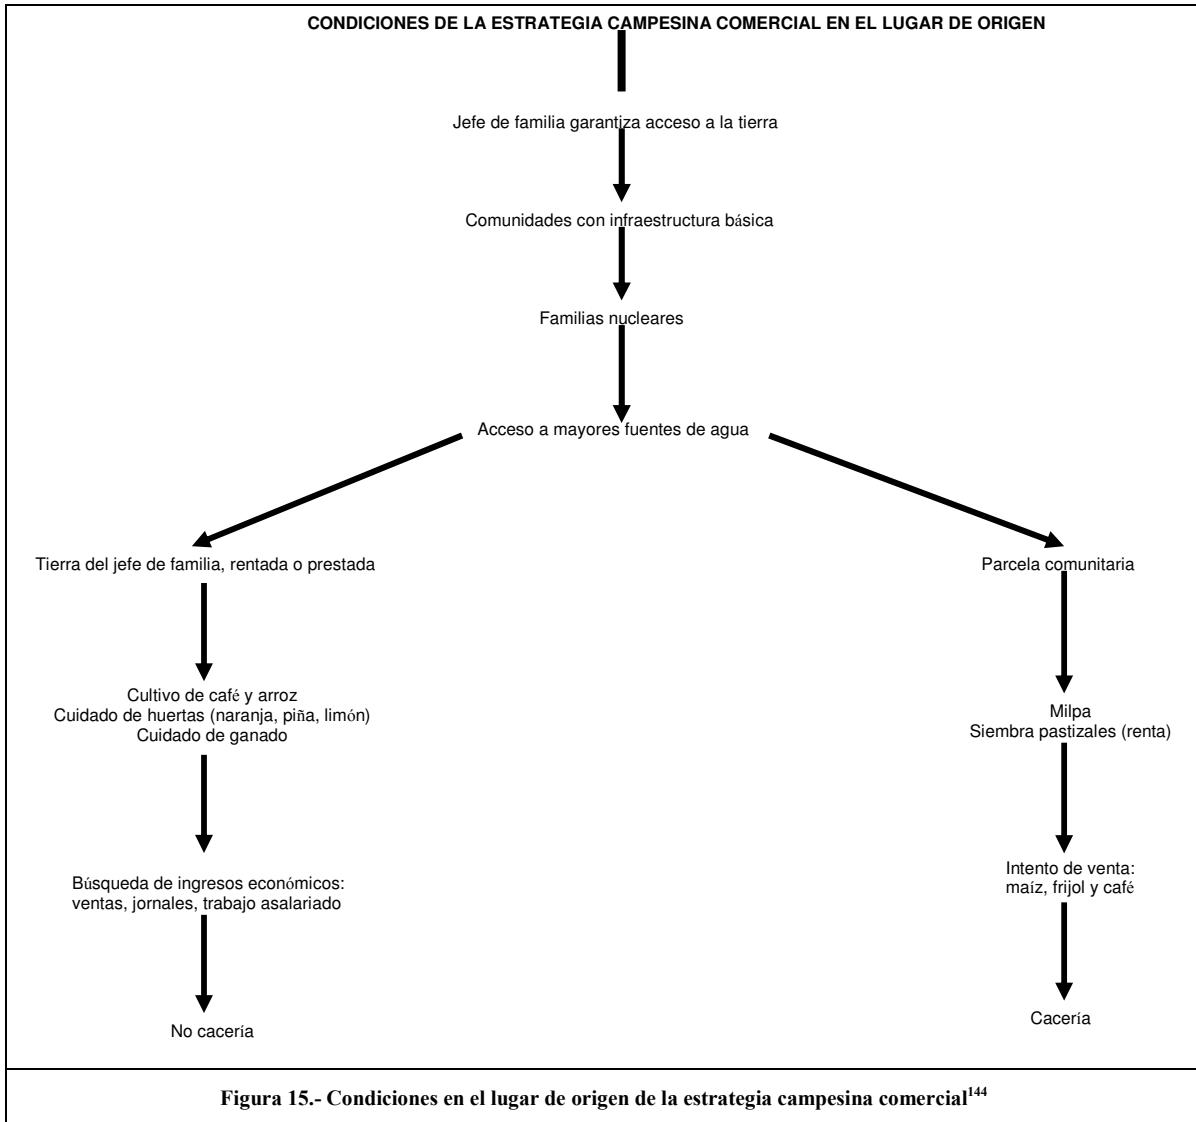 CONDICIONES DE LA ESTRATEGIA CAMPESINA COMERCIAL EN EL LUGAR DE ORIGEN
Jefe de familia garantiza acceso a la tierra
Comunidades con infraestructura básica
Familias nucleares
Acceso a mayores fuentes de agua
Tierra del jefe de familia, rentada o prestada
Cultivo de café y arroz
Cuidado de huertas (naranja, piña, limón)
Cuidado de ganado
Búsqueda de ingresos económicos:
ventas, jornales, trabajo asalariado
No cacería
Parcela comunitaria
Milpa
Siembra pastizales (renta)
Intento de venta:
maíz, frijol y café
Cacería
Figura 15.- Condiciones en el lugar de origen de la estrategia campesina comercial144